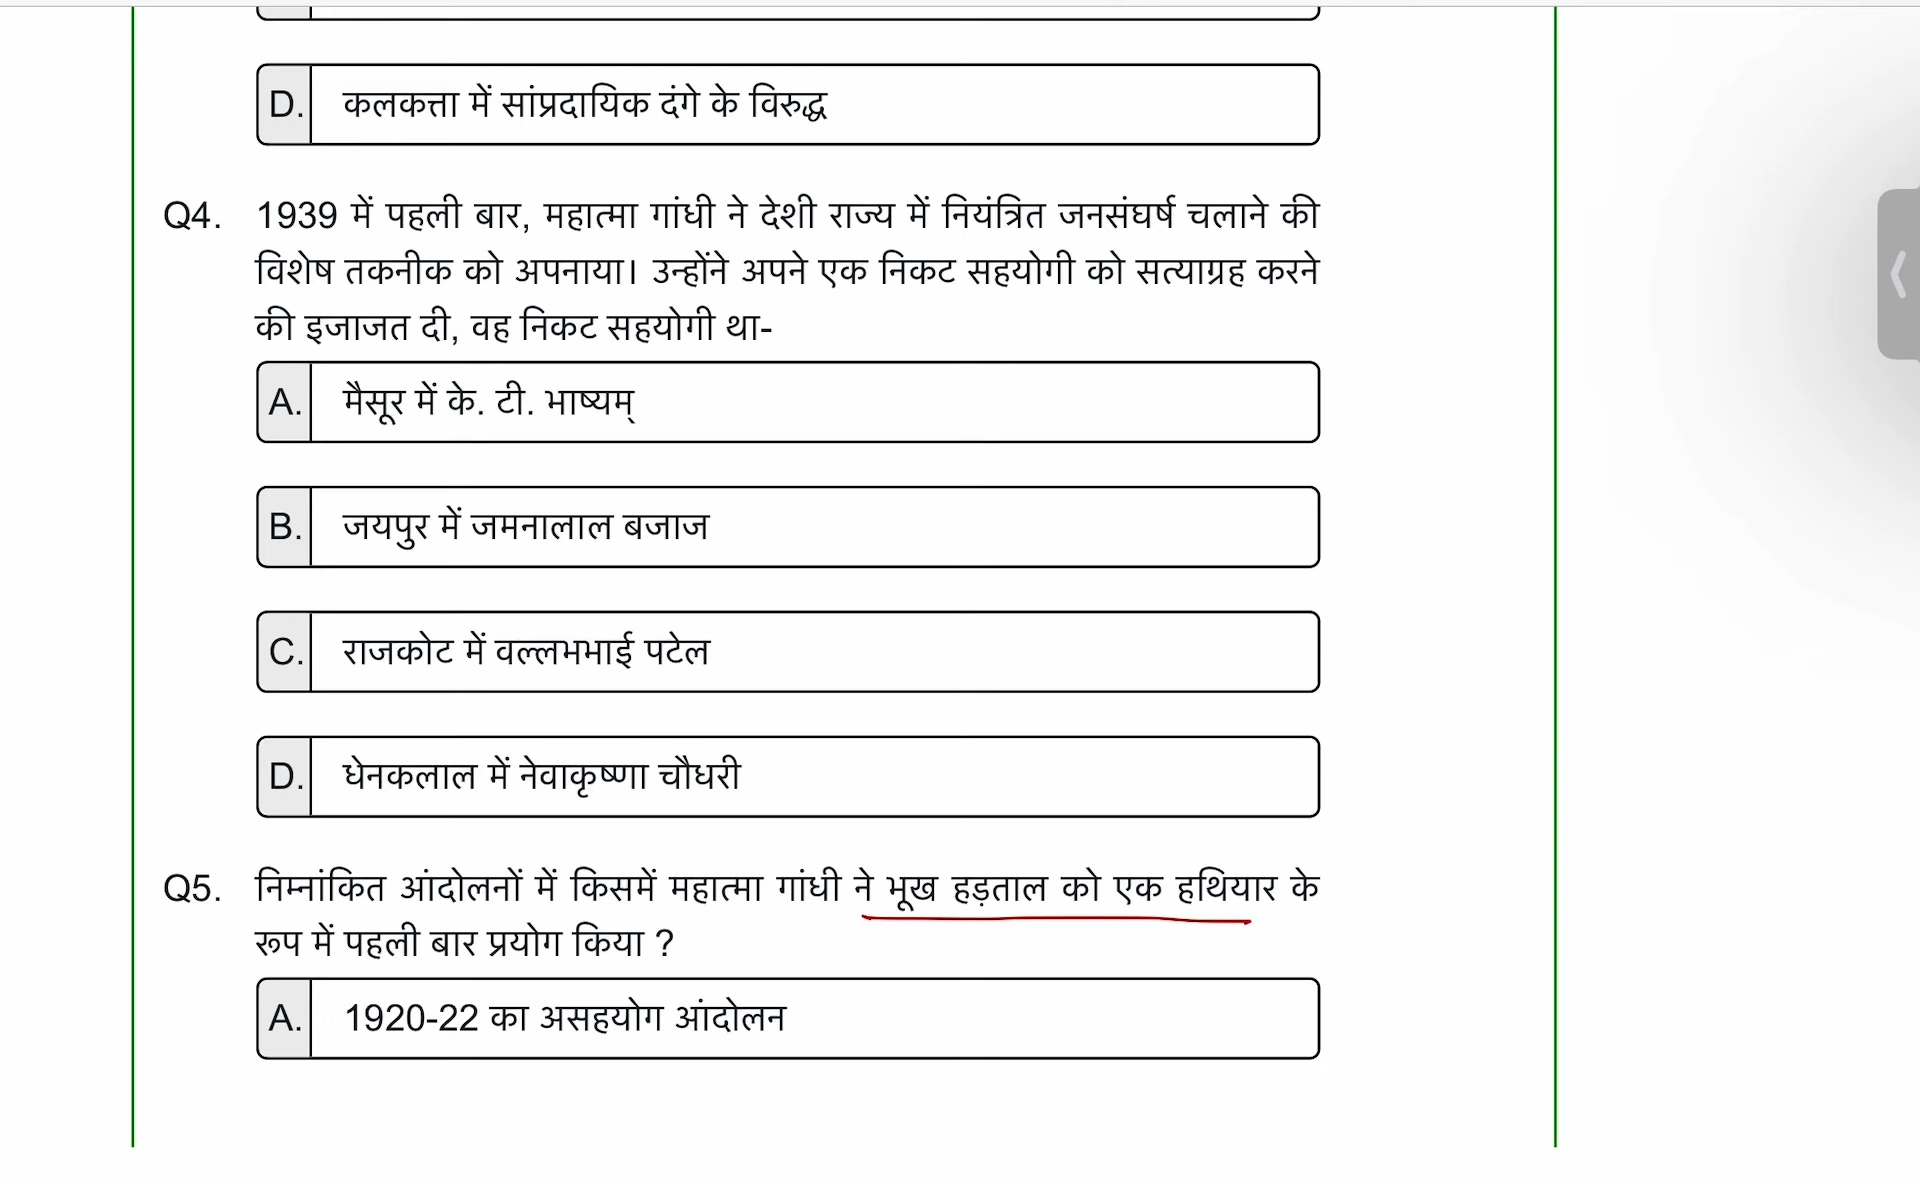 D. कलकत्ता में सांप्रदायिक दंगे के विरुद्ध
Q4. 1939 में पहली बार, महात्मा गांधी ने देशी राज्य में नियंत्रित जनसंघर्ष चलाने की
विशेष तकनीक को अपनाया। उन्होंने अपने एक निकट सहयोगी को सत्याग्रह करने
की इजाजत दी, वह निकट सहयोगी था-
A. मैसूर में के. टी. भाष्यम्
B. जयपुर में जमनालाल बजाज
C. राजकोट में वल्लभभाई पटेल
D. धेनकलाल में नेवाकृष्णा चौधरी
Q5. निम्नांकित आंदोलनों में किसमें महात्मा गांधी ने भूख हड़ताल को एक हथियार के
रूप में पहली बार प्रयोग किया ?
A. 1920-22 का असहयोग आंदोलन